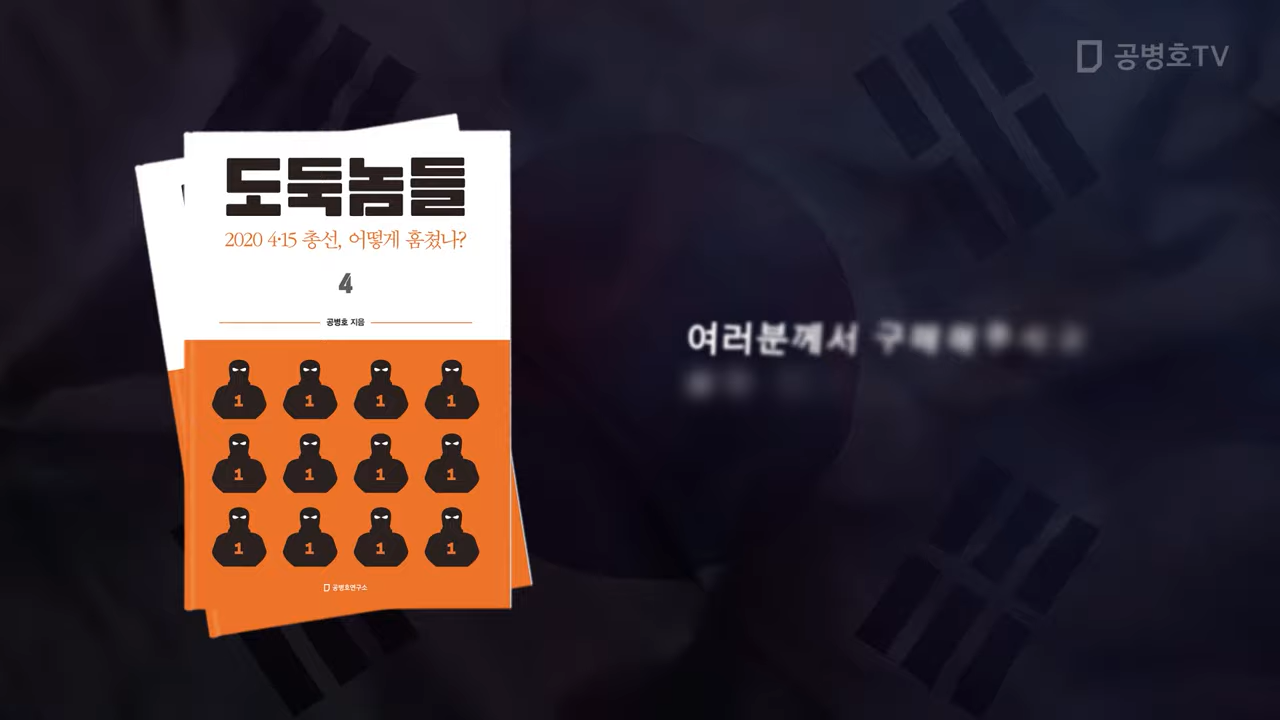 공병호TV
도둑놈들
2020 4·15 총선, 어떻게 훔쳤나?
4
공병호 지음
1 1 1 1
1 1 1 1
1 1 1 1
공병호연구소
여러분께서